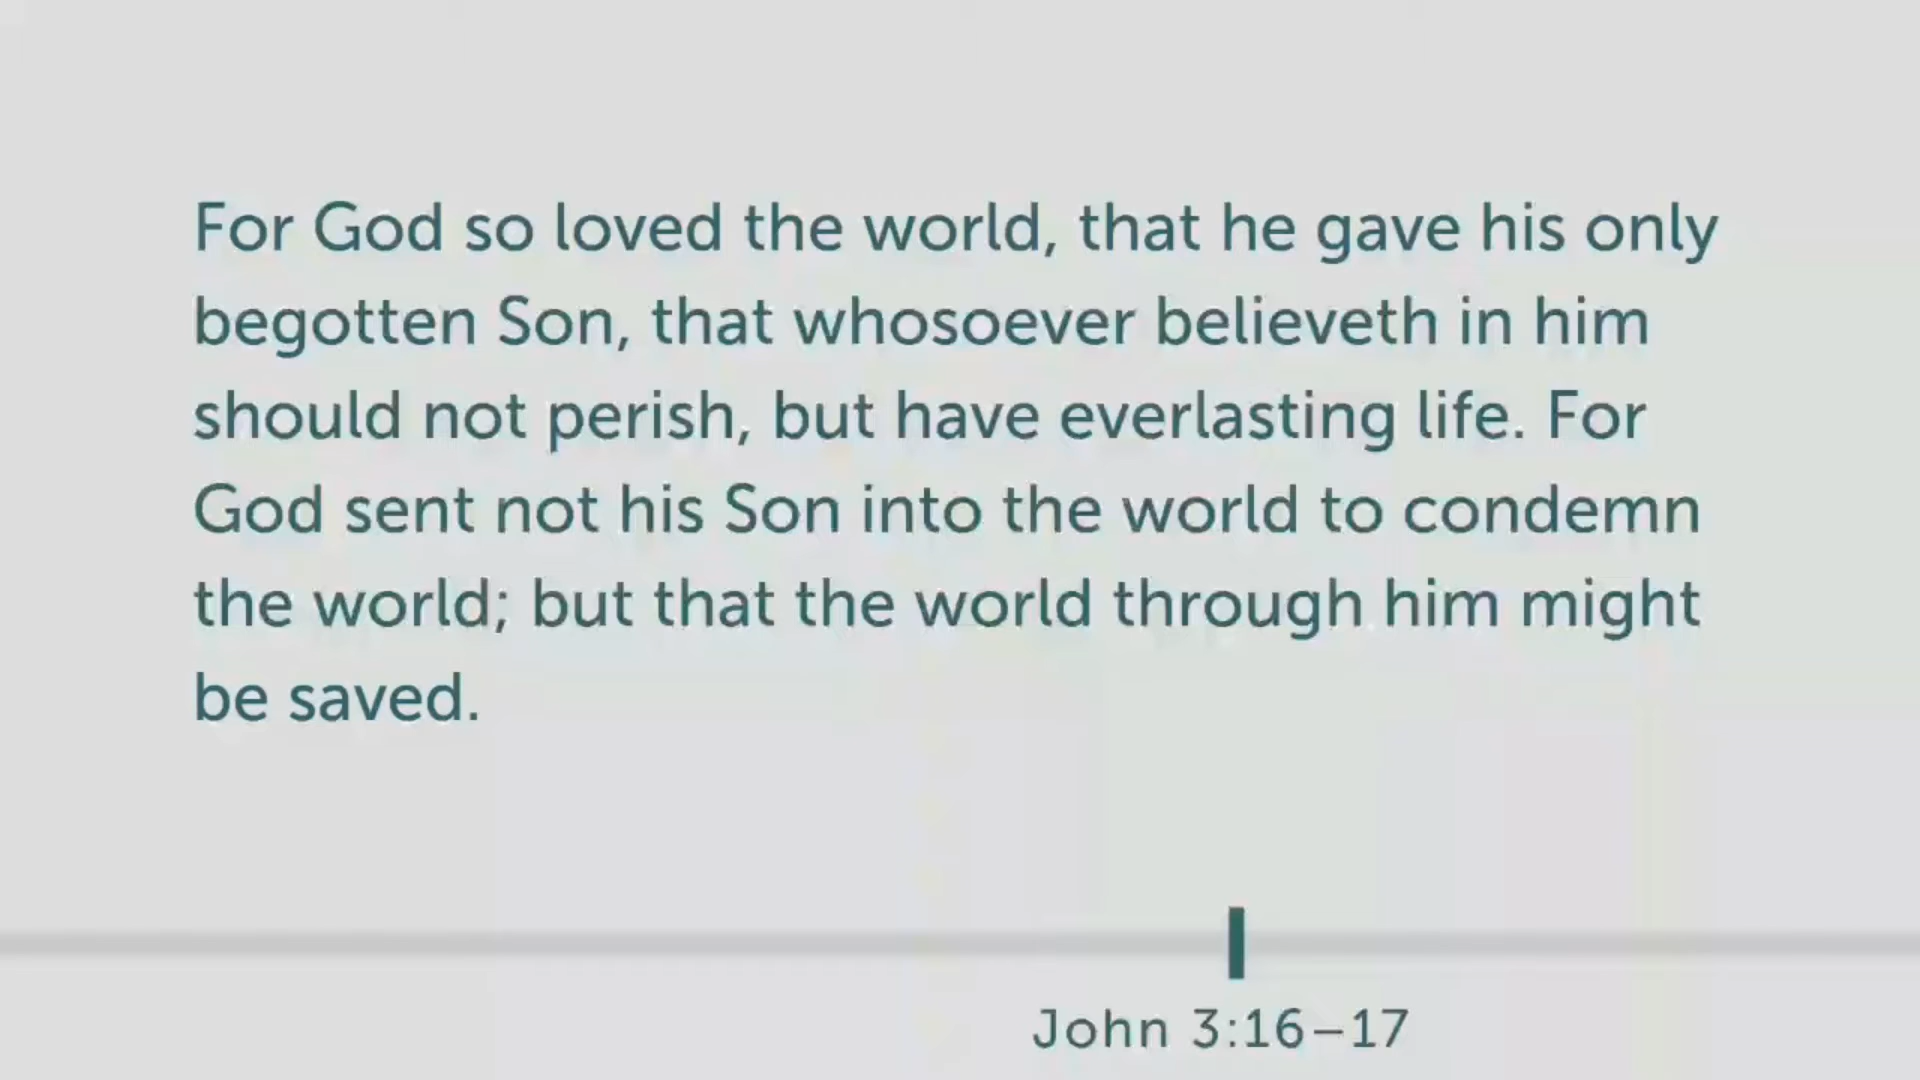 For God so loved the world, that he gave his only
begotten Son, that whosoever believeth in him
should not perish, but have everlasting life. For
God sent not his Son into the world to condemn
the world; but that the world through him might
be saved.
John 3:16–17